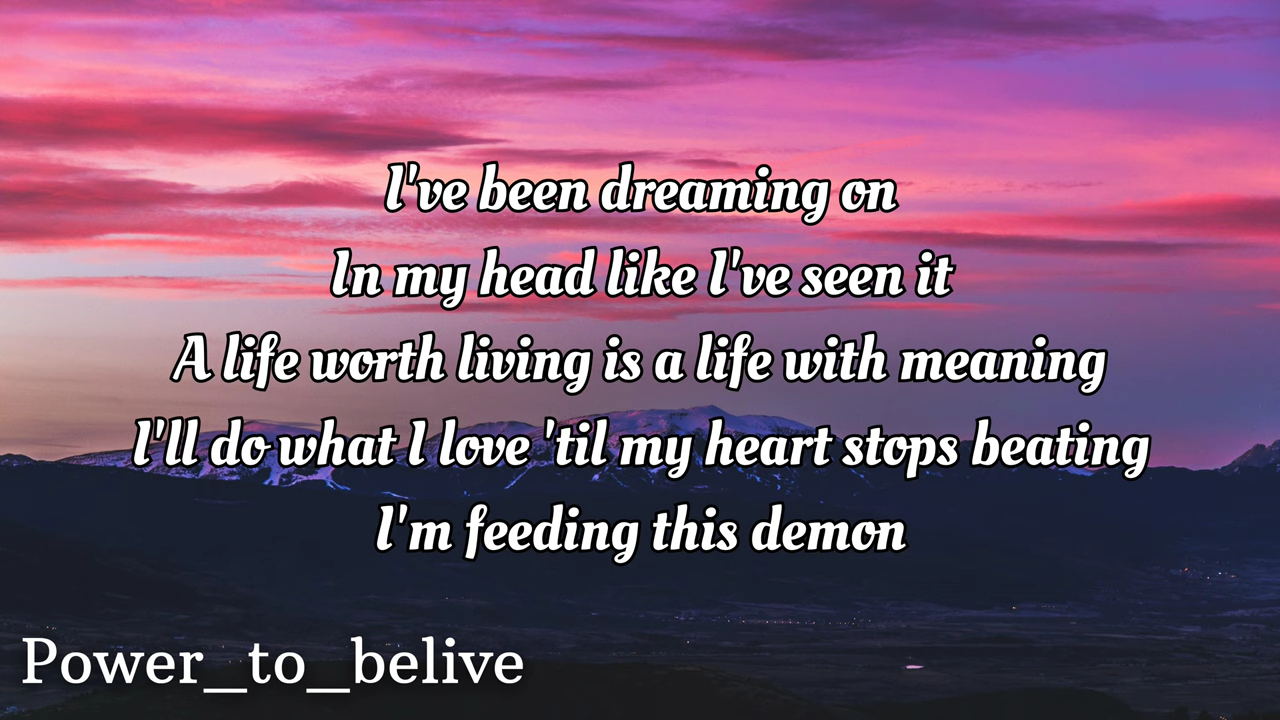 I've been dreaming on
In my head like I've seen it
A life worth living is a life with meaning
I'll do what I love 'til my heart stops beating
I'm feeding this demon
Power_to_belive